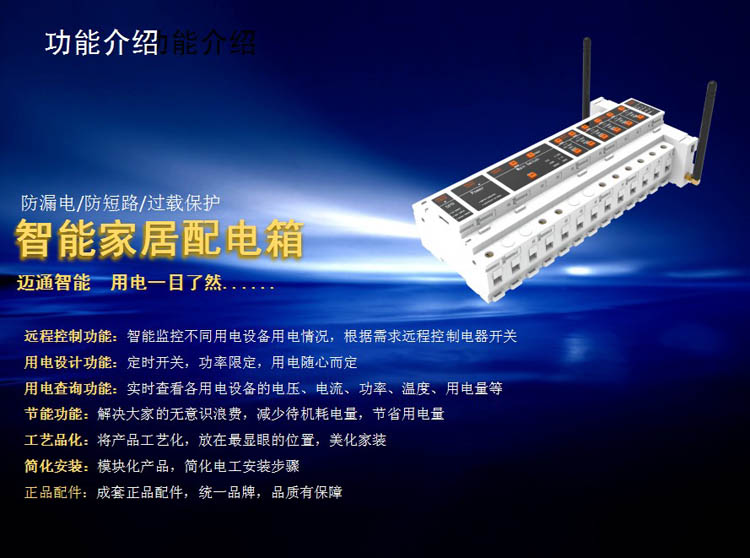 功能介绍
防漏电/防短路/过载保护
智能家居配电箱
迈通智能 用电一目了然......
远程控制功能：智能监控不同用电设备用电情况，根据需求远程控制电器开关
用电设计功能：定时开关，功率限定，用电随心而定
用电查询功能：实时查看各用电设备的电压、电流、功率、温度、用电量等
节能功能：解决大家的无意识浪费，减少待机耗电量，节省用电量
工艺品化：将产品工艺化，放在最显眼的位置，美化家装
简化安装：模块化产品，简化电工安装步骤
正品配件：成套正品配件，统一品牌，品质有保障